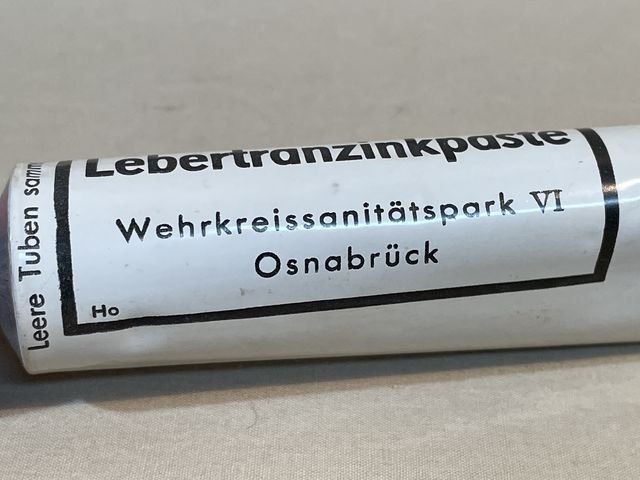 Lebertranzinkpaste
Wehrkreissanitätspark VI
Osnabrück
Ho
Leere Tuben